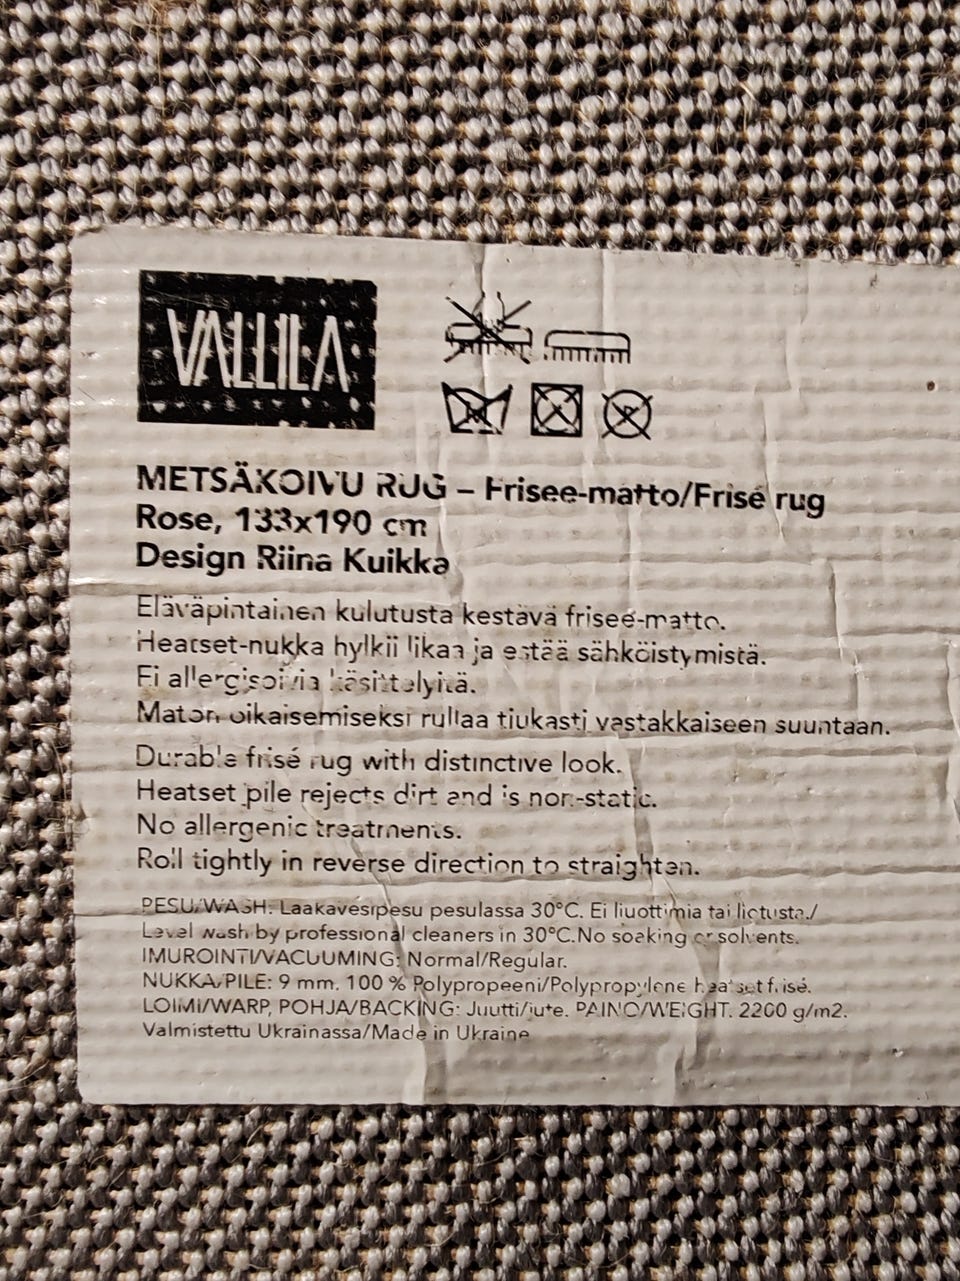 VALLILA
METSÄKOIVU RUG – Frisee-matto/Frisé rug
Rose, 133x190 cm
Design Riina Kuikka
Eläväpintainen kulutusta kestävä frisee-matto.
Heatset-nukka hylkii likaa ja estää sähköistymistä.
Ei allergisoivia käsittelyitä.
Maton oikaisemiseksi rullaa tiukasti vastakkaiseen suuntaan.
Durable frisé rug with distinctive look.
Heatset pile rejects dirt and is non-static.
No allergenic treatments.
Roll tightly in reverse direction to straighten.
PESU/WASH: Laakavesipesu pesulassa 30°C. Ei liuottimia tai liotusta./
Level wash by professional cleaners in 30°C.No soaking or solvents.
IMUROINTI/VACUUMING: Normal/Regular.
NUKKA/PILE: 9 mm. 100 % Polypropeeni/Polypropylene heatset frisé.
LOIMI/WARP, POHJA/BACKING: Juutti/jute. PAINO/WEIGHT. 2200 g/m2.
Valmistettu Ukrainassa/Made in Ukraine